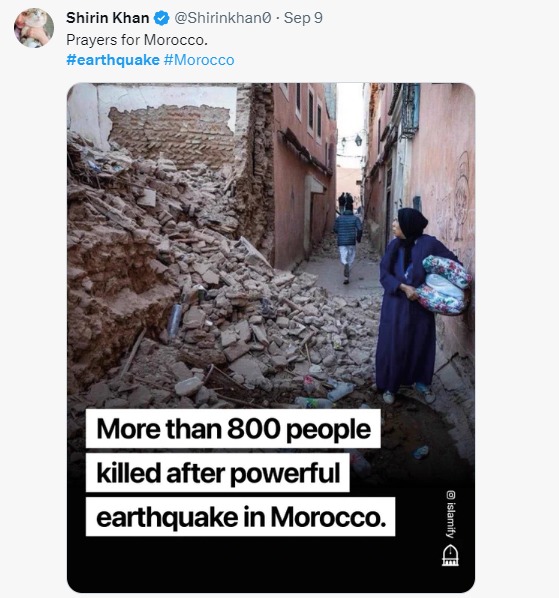 Shirin Khan @Shirinkhan0 · Sep 9
Prayers for Morocco.
#earthquake #Morocco
More than 800 people
killed after powerful
earthquake in Morocco.
@ islamify